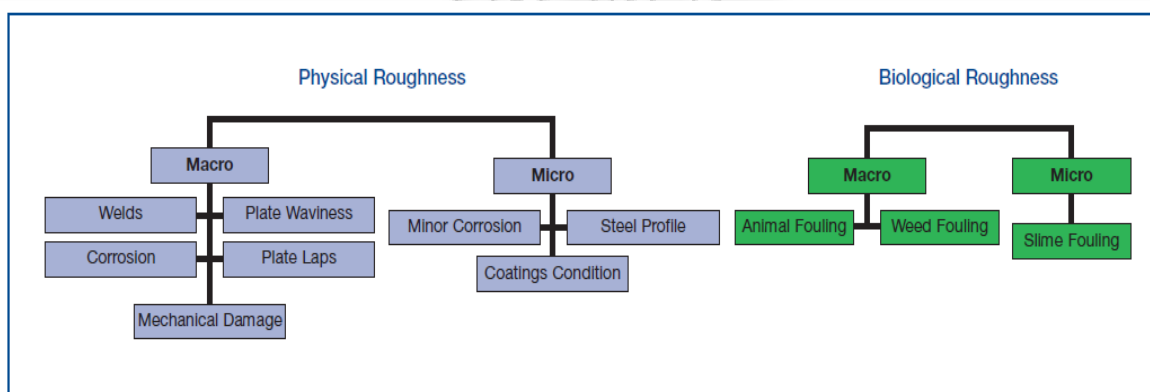 Physical Roughness
Biological Roughness
Macro
Micro
Macro
Micro
Welds
Plate Waviness
Minor Corrosion
Steel Profile
Animal Fouling
Weed Fouling
Slime Fouling
Corrosion
Plate Laps
Coatings Condition
Mechanical Damage